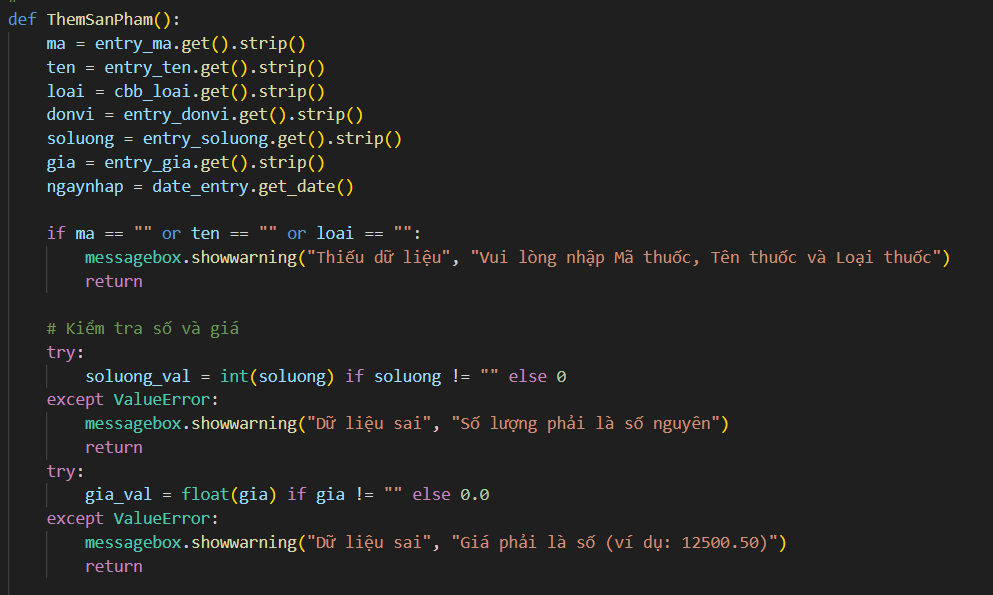 def ThemSanPham():
    ma = entry_ma.get().strip()
    ten = entry_ten.get().strip()
    loai = cbb_loai.get().strip()
    donvi = entry_donvi.get().strip()
    soluong = entry_soluong.get().strip()
    gia = entry_gia.get().strip()
    ngaynhap = date_entry.get_date()

    if ma == "" or ten == "" or loai == "":
        messagebox.showwarning("Thiếu dữ liệu", "Vui lòng nhập Mã thuốc, Tên thuốc và Loại thuốc")
        return

    # Kiểm tra số và giá
    try:
        soluong_val = int(soluong) if soluong != "" else 0
    except ValueError:
        messagebox.showwarning("Dữ liệu sai", "Số lượng phải là số nguyên")
        return
    try:
        gia_val = float(gia) if gia != "" else 0.0
    except ValueError:
        messagebox.showwarning("Dữ liệu sai", "Giá phải là số (ví dụ: 12500.50)")
        return